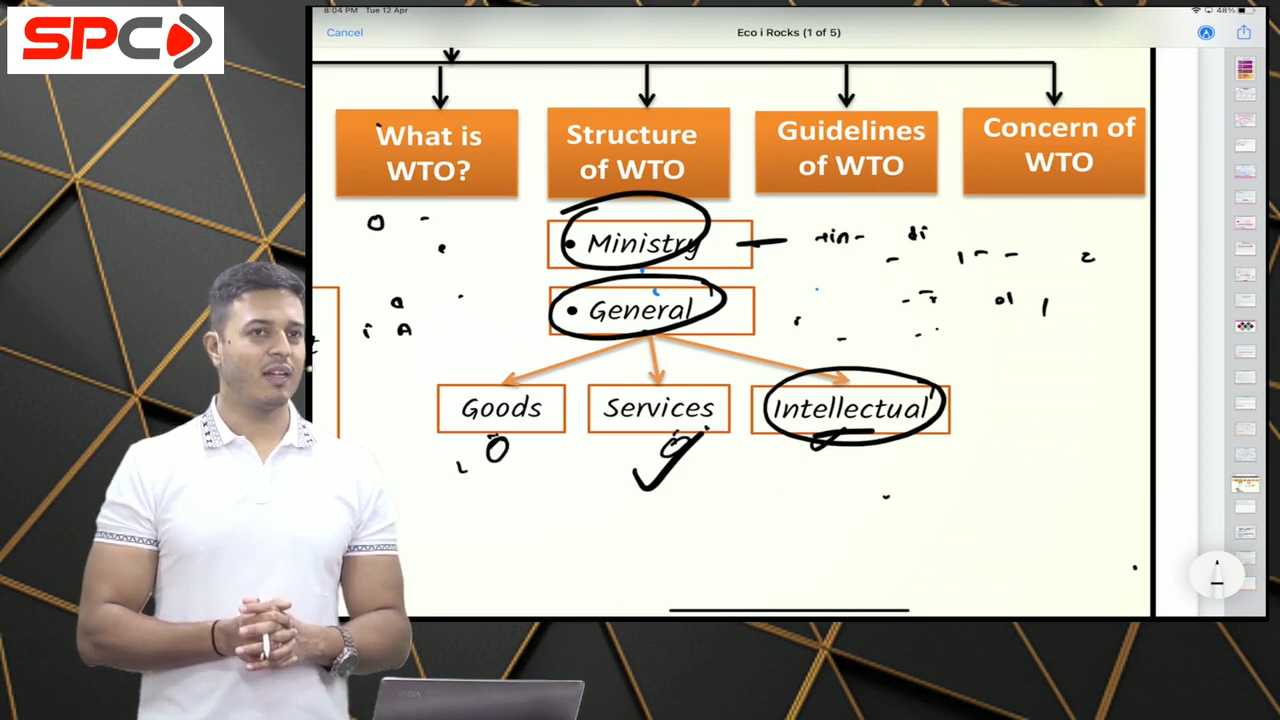 SPC
8:04 PM Tue 12 Apr
48%
Cancel
Eco i Rocks (1 of 5)
What is
WTO?
Structure
of WTO
Guidelines
of WTO
Concern of
WTO
• Ministry
• General
Goods
Services
Intellectual